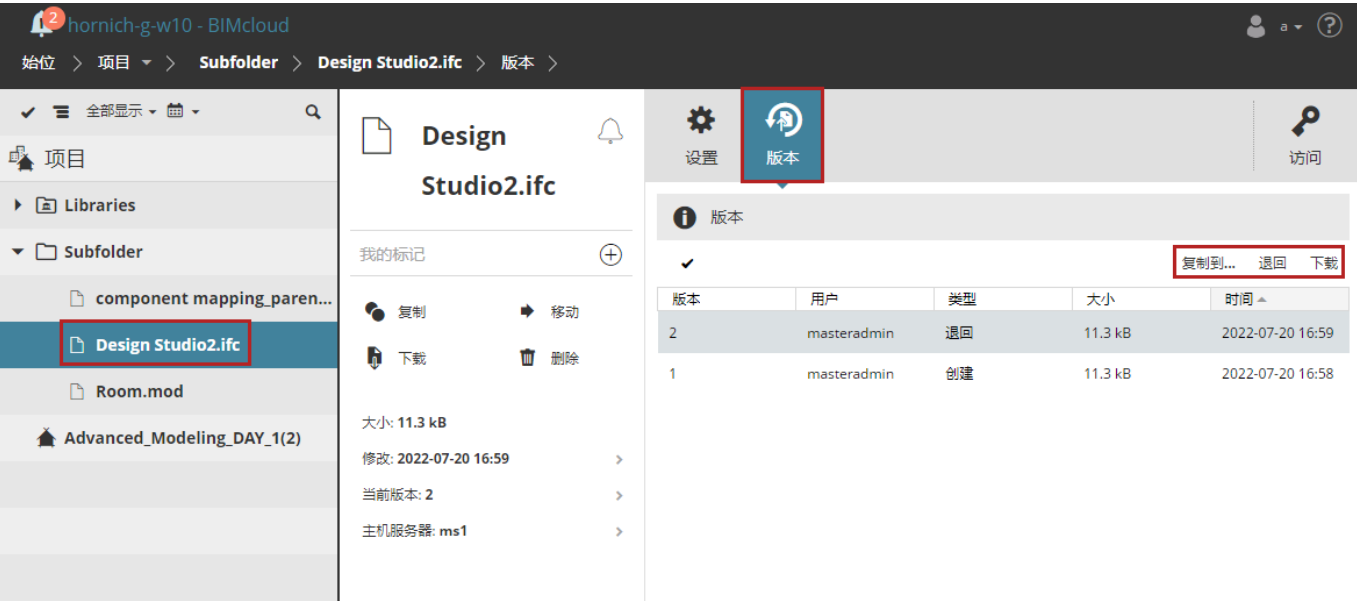 2
hornich-g-w10 - BIMcloud
a
?
始位 > 项目 > Subfolder > Design Studio2.ifc > 版本 >
全部显示
项目
Libraries
Subfolder
component mapping_paren...
Design Studio2.ifc
Room.mod
Advanced_Modeling_DAY_1(2)
Design
Studio2.ifc
我的标记
复制 移动
下载 删除
大小: 11.3 kB
修改: 2022-07-20 16:59
当前版本: 2
主机服务器: ms1
设置 版本 访问
版本
复制到... 退回 下载
版本 用户 类型 大小 时间
2 masteradmin 退回 11.3 kB 2022-07-20 16:59
1 masteradmin 创建 11.3 kB 2022-07-20 16:58